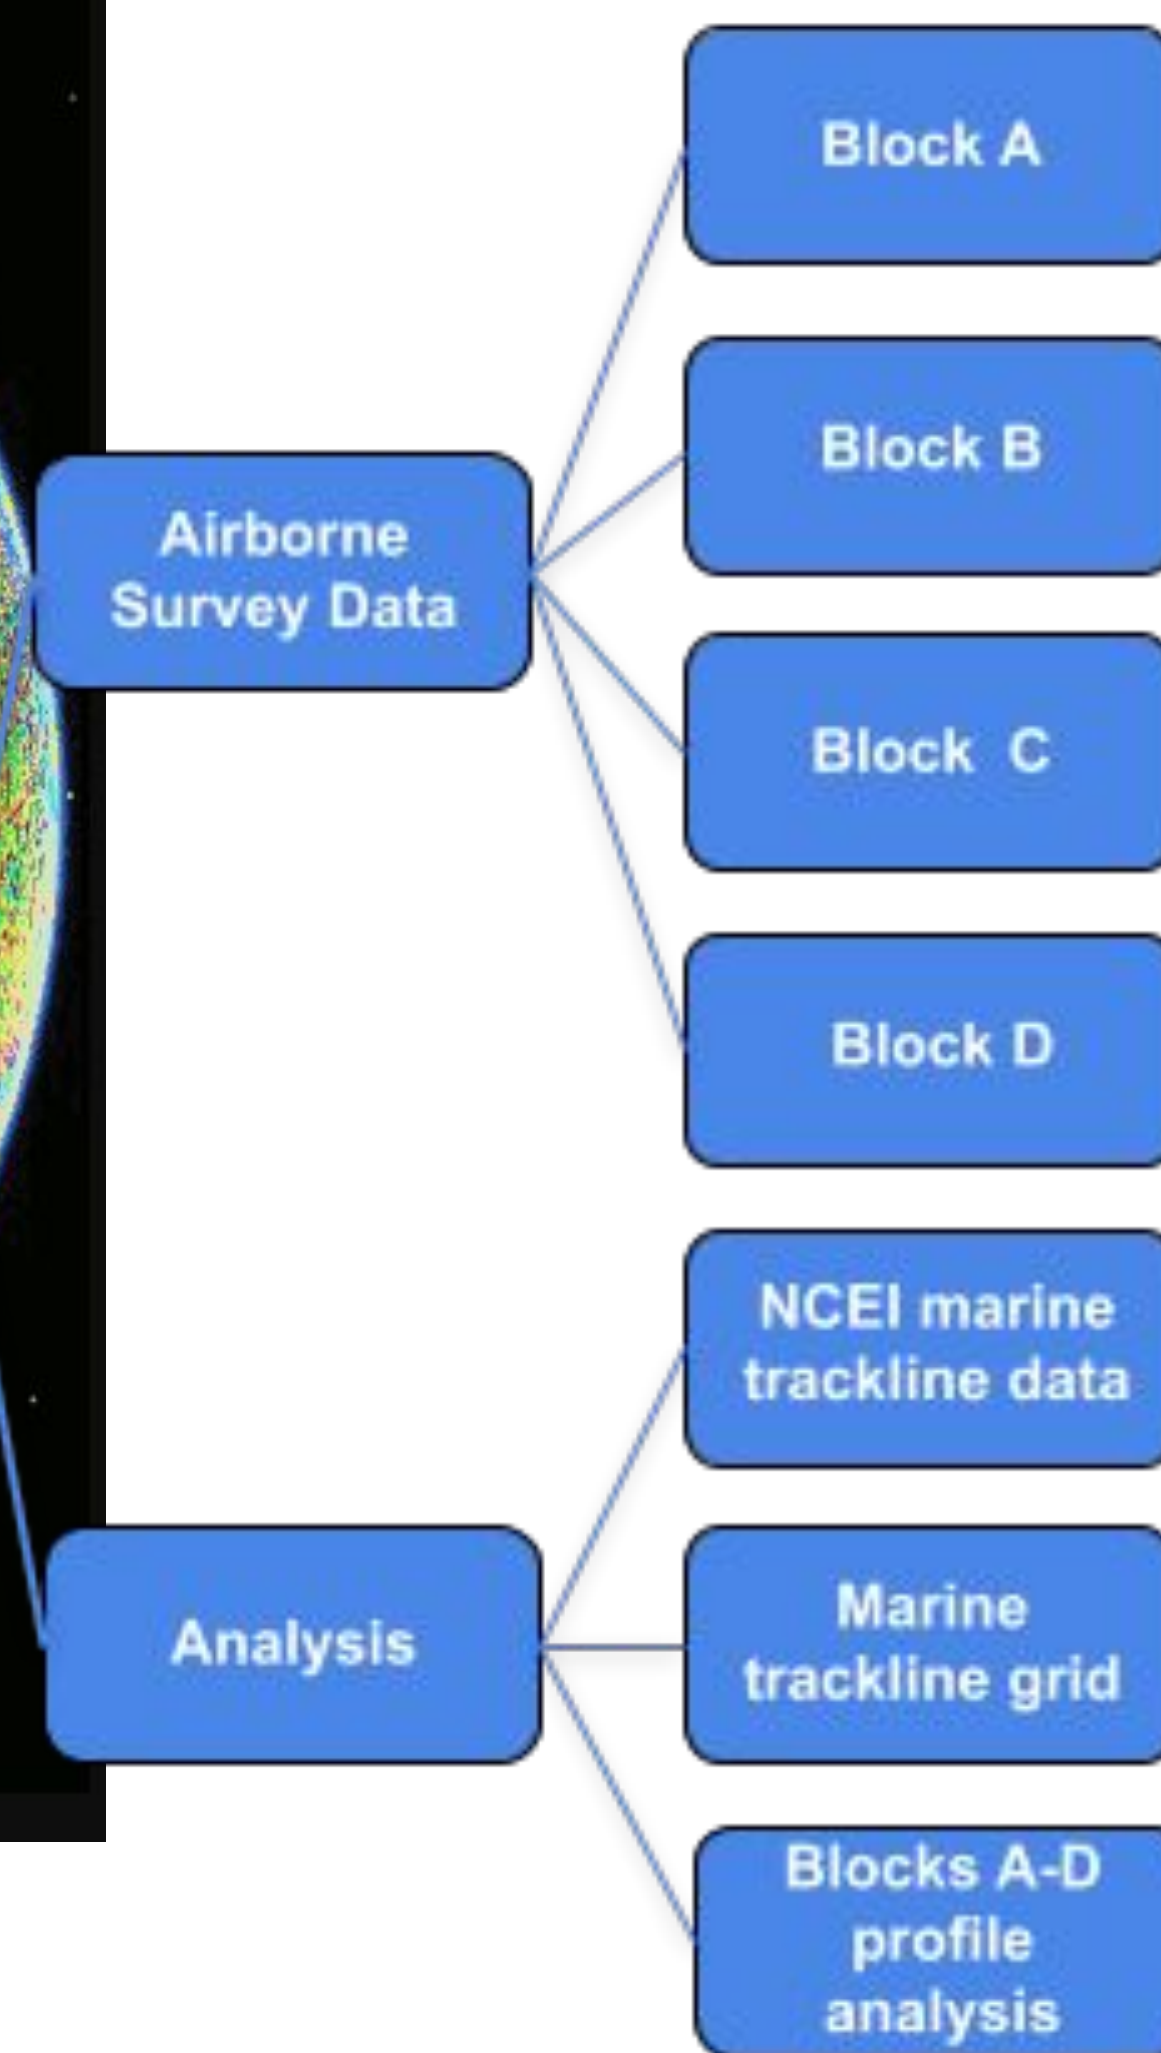 Block A
Block B
Airborne
Survey Data
Block  C
Block D
NCEI marine
trackline data
Analysis
Marine
trackline grid
Blocks A-D
profile
analysis